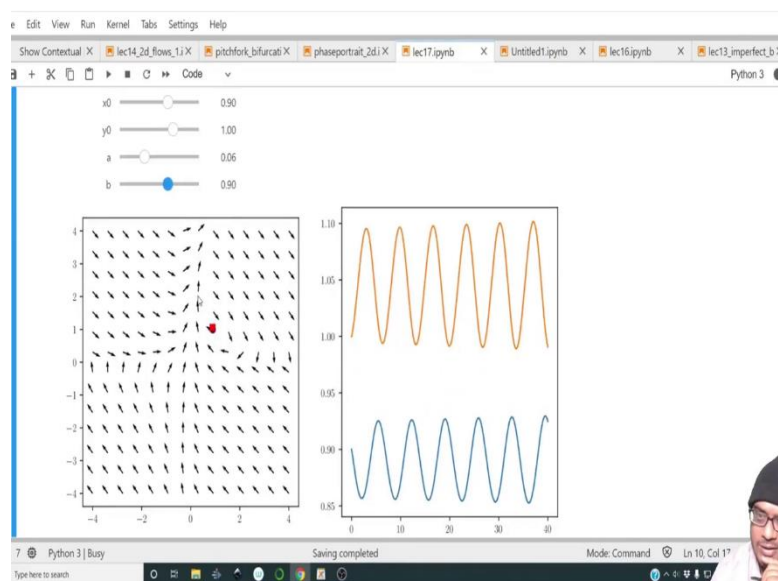 e Edit View Run Kernel Tabs Settings Help
Show Contextual × lec14_2d_flows_1.i × pitchfork_bifurcati × phaseportrait_2d.i × lec17.ipynb × Untitled1.ipynb × lec16.ipynb × lec13_imperfect_b ×
+ Code Python 3
x0 0.90
y0 1.00
a 0.06
b 0.90
4
3
2
1
0
−1
−2
−3
−4
−4 −2 0 2 4
1.10
1.05
1.00
0.95
0.90
0.85
0 10 20 30 40
7 Python 3 | Busy Saving completed Mode: Command Ln 10, Col 17
Type here to search